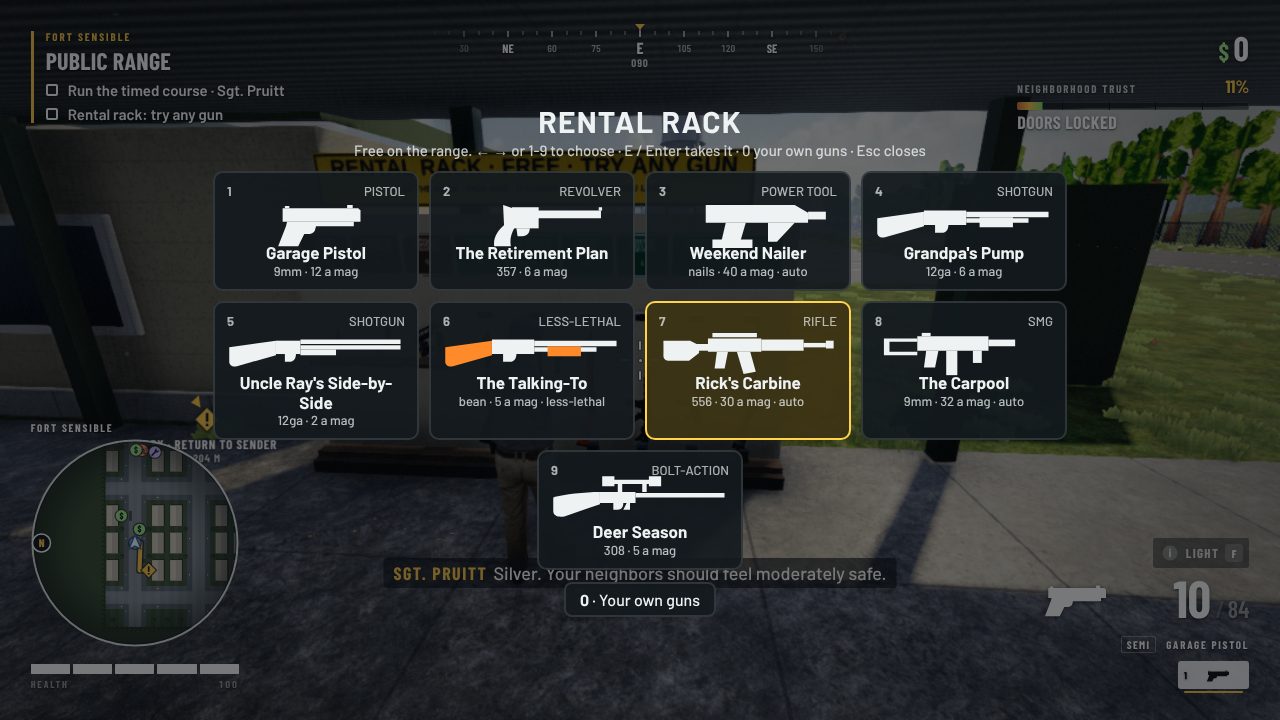 FORT SENSIBLE
PUBLIC RANGE
Run the timed course · Sgt. Pruitt
Rental rack: try any gun
30 NE 60 75 E 105 120 SE 150
090
$ 0
NEIGHBORHOOD TRUST 11%
DOORS LOCKED
RENTAL RACK
Free on the range. ← → or 1-9 to choose · E / Enter takes it · 0 your own guns · Esc closes
RENTAL RACK · FREE · TRY ANY GUN
1 PISTOL
Garage Pistol
9mm · 12 a mag
2 REVOLVER
The Retirement Plan
357 · 6 a mag
3 POWER TOOL
Weekend Nailer
nails · 40 a mag · auto
4 SHOTGUN
Grandpa's Pump
12ga · 6 a mag
5 SHOTGUN
Uncle Ray's Side-by-
Side
12ga · 2 a mag
6 LESS-LETHAL
The Talking-To
bean · 5 a mag · less-lethal
7 RIFLE
Rick's Carbine
556 · 30 a mag · auto
8 SMG
The Carpool
9mm · 32 a mag · auto
9 BOLT-ACTION
Deer Season
308 · 5 a mag
SGT. PRUITT Silver. Your neighbors should feel moderately safe.
0 · Your own guns
FORT SENSIBLE
· RETURN TO SENDER
204 M
N
HEALTH 100
i LIGHT F
10 / 84
SEMI GARAGE PISTOL
1